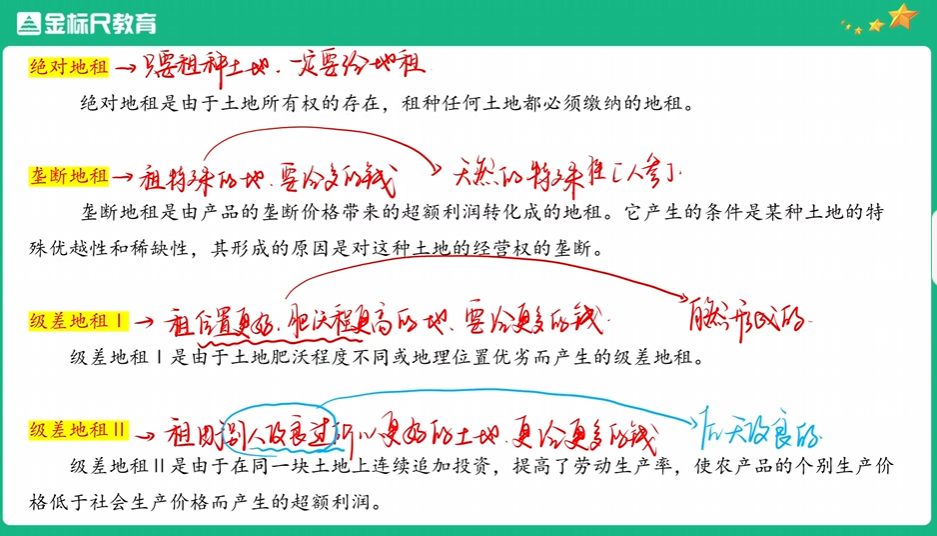 金标尺教育
绝对地租 → 只要租种土地、一定要给地租
绝对地租是由于土地所有权的存在，租种任何土地都必须缴纳的地租。
垄断地租 → 租特殊的地、要给更多的钱 天然的特殊性(人参)
垄断地租是由产品的垄断价格带来的超额利润转化成的地租。它产生的条件是某种土地的特
殊优越性和稀缺性，其形成的原因是对这种土地的经营权的垄断。
级差地租Ⅰ → 租位置更好、肥沃程更高的地、要给更多的钱 自然形成的
级差地租Ⅰ是由于土地肥沃程度不同或地理位置优劣而产生的级差地租。
级差地租Ⅱ → 租用别人改良过所以更好的土地、更给更多的钱 后天改良的
级差地租Ⅱ是由于在同一块土地上连续追加投资，提高了劳动生产率，使农产品的个别生产价
格低于社会生产价格而产生的超额利润。